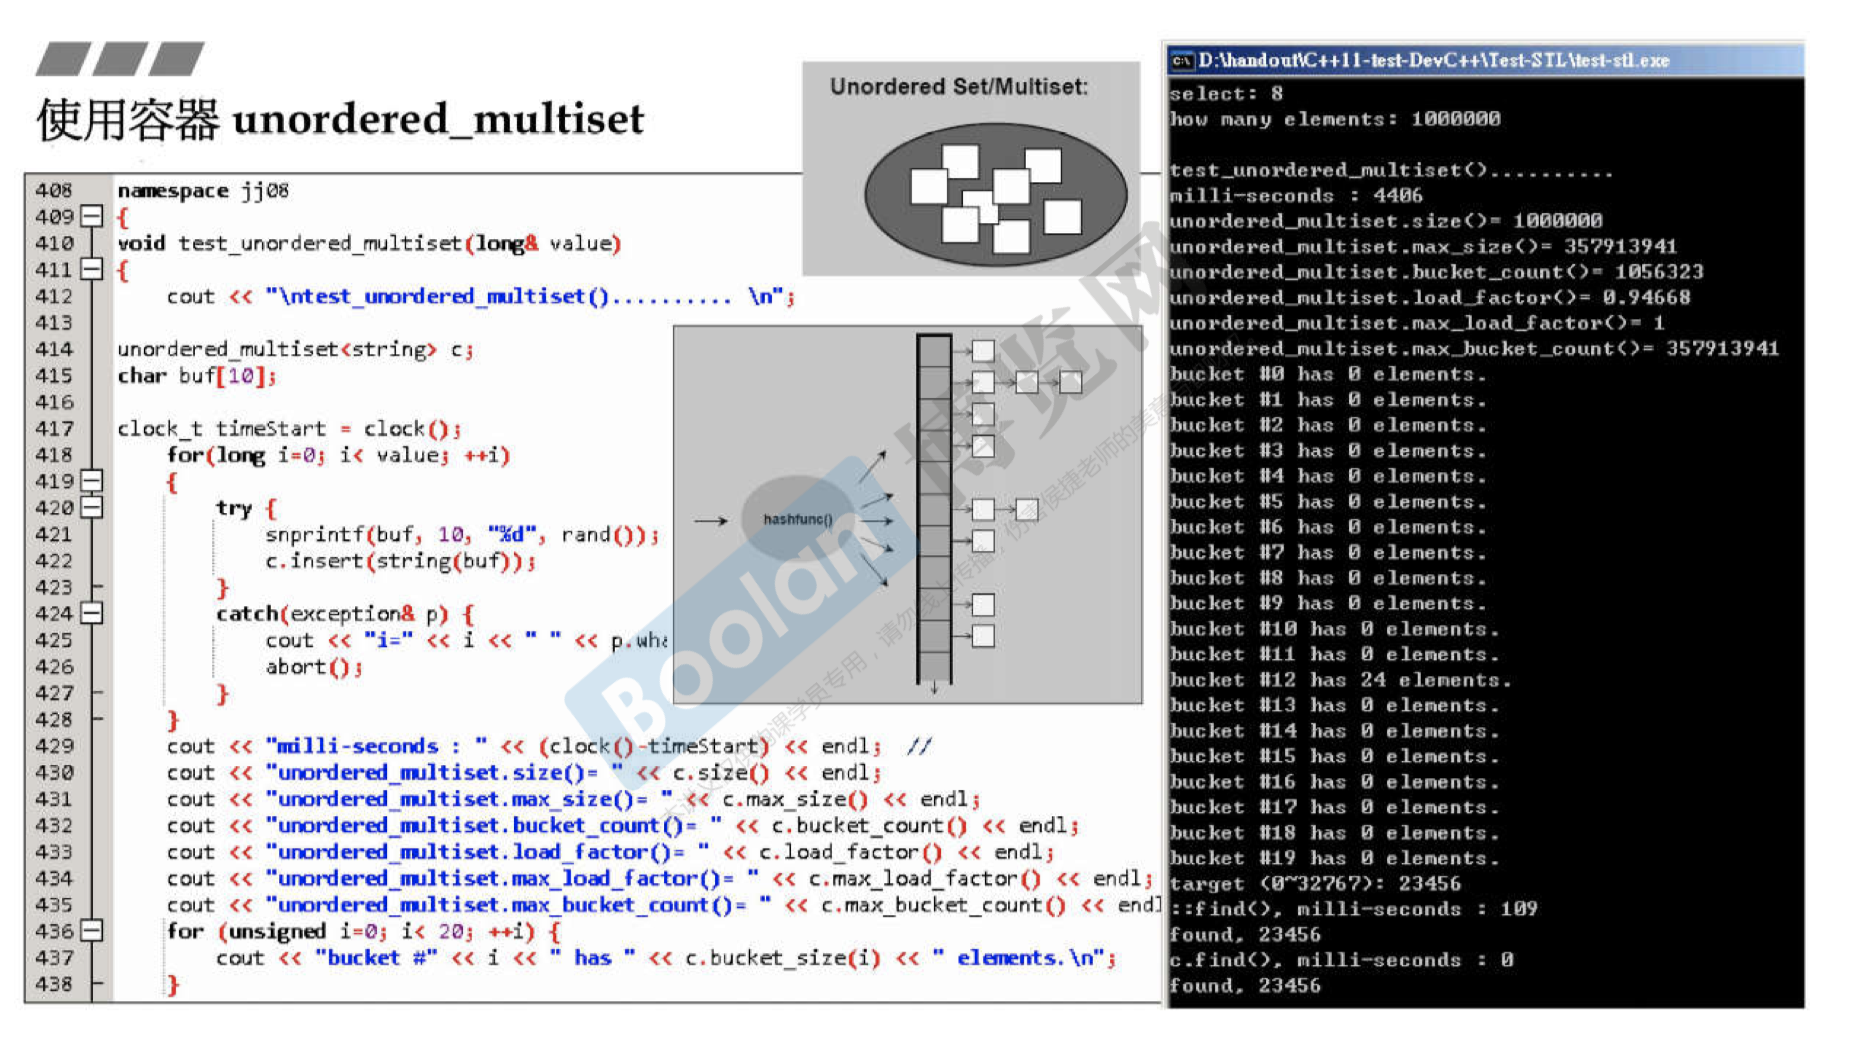 使用容器 unordered_multiset
Unordered Set/Multiset:
408 namespace jj08
409 {
410 void test_unordered_multiset(long& value)
411 {
412 cout << "\ntest_unordered_multiset().......... \n";
413
414 unordered_multiset<string> c;
415 char buf[10];
416
417 clock_t timeStart = clock();
418 for(long i=0; i< value; ++i)
419 {
420 try {
421 snprintf(buf, 10, "%d", rand());
422 c.insert(string(buf));
423 }
424 catch(exception& p) {
425 cout << "i=" << i << " " << p.wha
426 abort();
427 }
428 }
429 cout << "milli-seconds : " << (clock()-timeStart) << endl; //
430 cout << "unordered_multiset.size()= " << c.size() << endl;
431 cout << "unordered_multiset.max_size()= " << c.max_size() << endl;
432 cout << "unordered_multiset.bucket_count()= " << c.bucket_count() << endl;
433 cout << "unordered_multiset.load_factor()= " << c.load_factor() << endl;
434 cout << "unordered_multiset.max_load_factor()= " << c.max_load_factor() << endl;
435 cout << "unordered_multiset.max_bucket_count()= " << c.max_bucket_count() << endl
436 for (unsigned i=0; i< 20; ++i) {
437 cout << "bucket #" << i << " has " << c.bucket_size(i) << " elements.\n";
438 }
hashfunc()
Boolan
博览网
D:\handout\C++11-test-DevC++\Test-STL\test-stl.exe
select: 8
how many elements: 1000000
test_unordered_multiset()..........
milli-seconds : 4406
unordered_multiset.size()= 1000000
unordered_multiset.max_size()= 357913941
unordered_multiset.bucket_count()= 1056323
unordered_multiset.load_factor()= 0.94668
unordered_multiset.max_load_factor()= 1
unordered_multiset.max_bucket_count()= 357913941
bucket #0 has 0 elements.
bucket #1 has 0 elements.
bucket #2 has 0 elements.
bucket #3 has 0 elements.
bucket #4 has 0 elements.
bucket #5 has 0 elements.
bucket #6 has 0 elements.
bucket #7 has 0 elements.
bucket #8 has 0 elements.
bucket #9 has 0 elements.
bucket #10 has 0 elements.
bucket #11 has 0 elements.
bucket #12 has 24 elements.
bucket #13 has 0 elements.
bucket #14 has 0 elements.
bucket #15 has 0 elements.
bucket #16 has 0 elements.
bucket #17 has 0 elements.
bucket #18 has 0 elements.
bucket #19 has 0 elements.
target (0~32767): 23456
::find(), milli-seconds : 109
found, 23456
c.find(), milli-seconds : 0
found, 23456